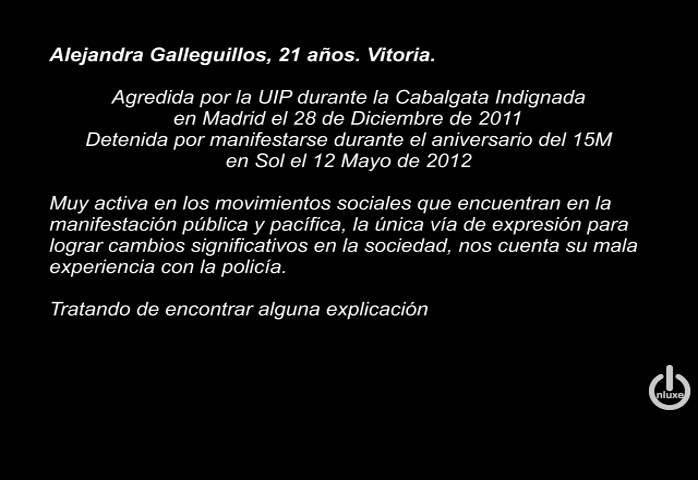 Alejandra Galleguillos, 21 años. Vitoria.
Agredida por la UIP durante la Cabalgata Indignada
en Madrid el 28 de Diciembre de 2011
Detenida por manifestarse durante el aniversario del 15M
en Sol el 12 Mayo de 2012
Muy activa en los movimientos sociales que encuentran en la
manifestación pública y pacífica, la única vía de expresión para
lograr cambios significativos en la sociedad, nos cuenta su mala
experiencia con la policía.
Tratando de encontrar alguna explicación
nluxe